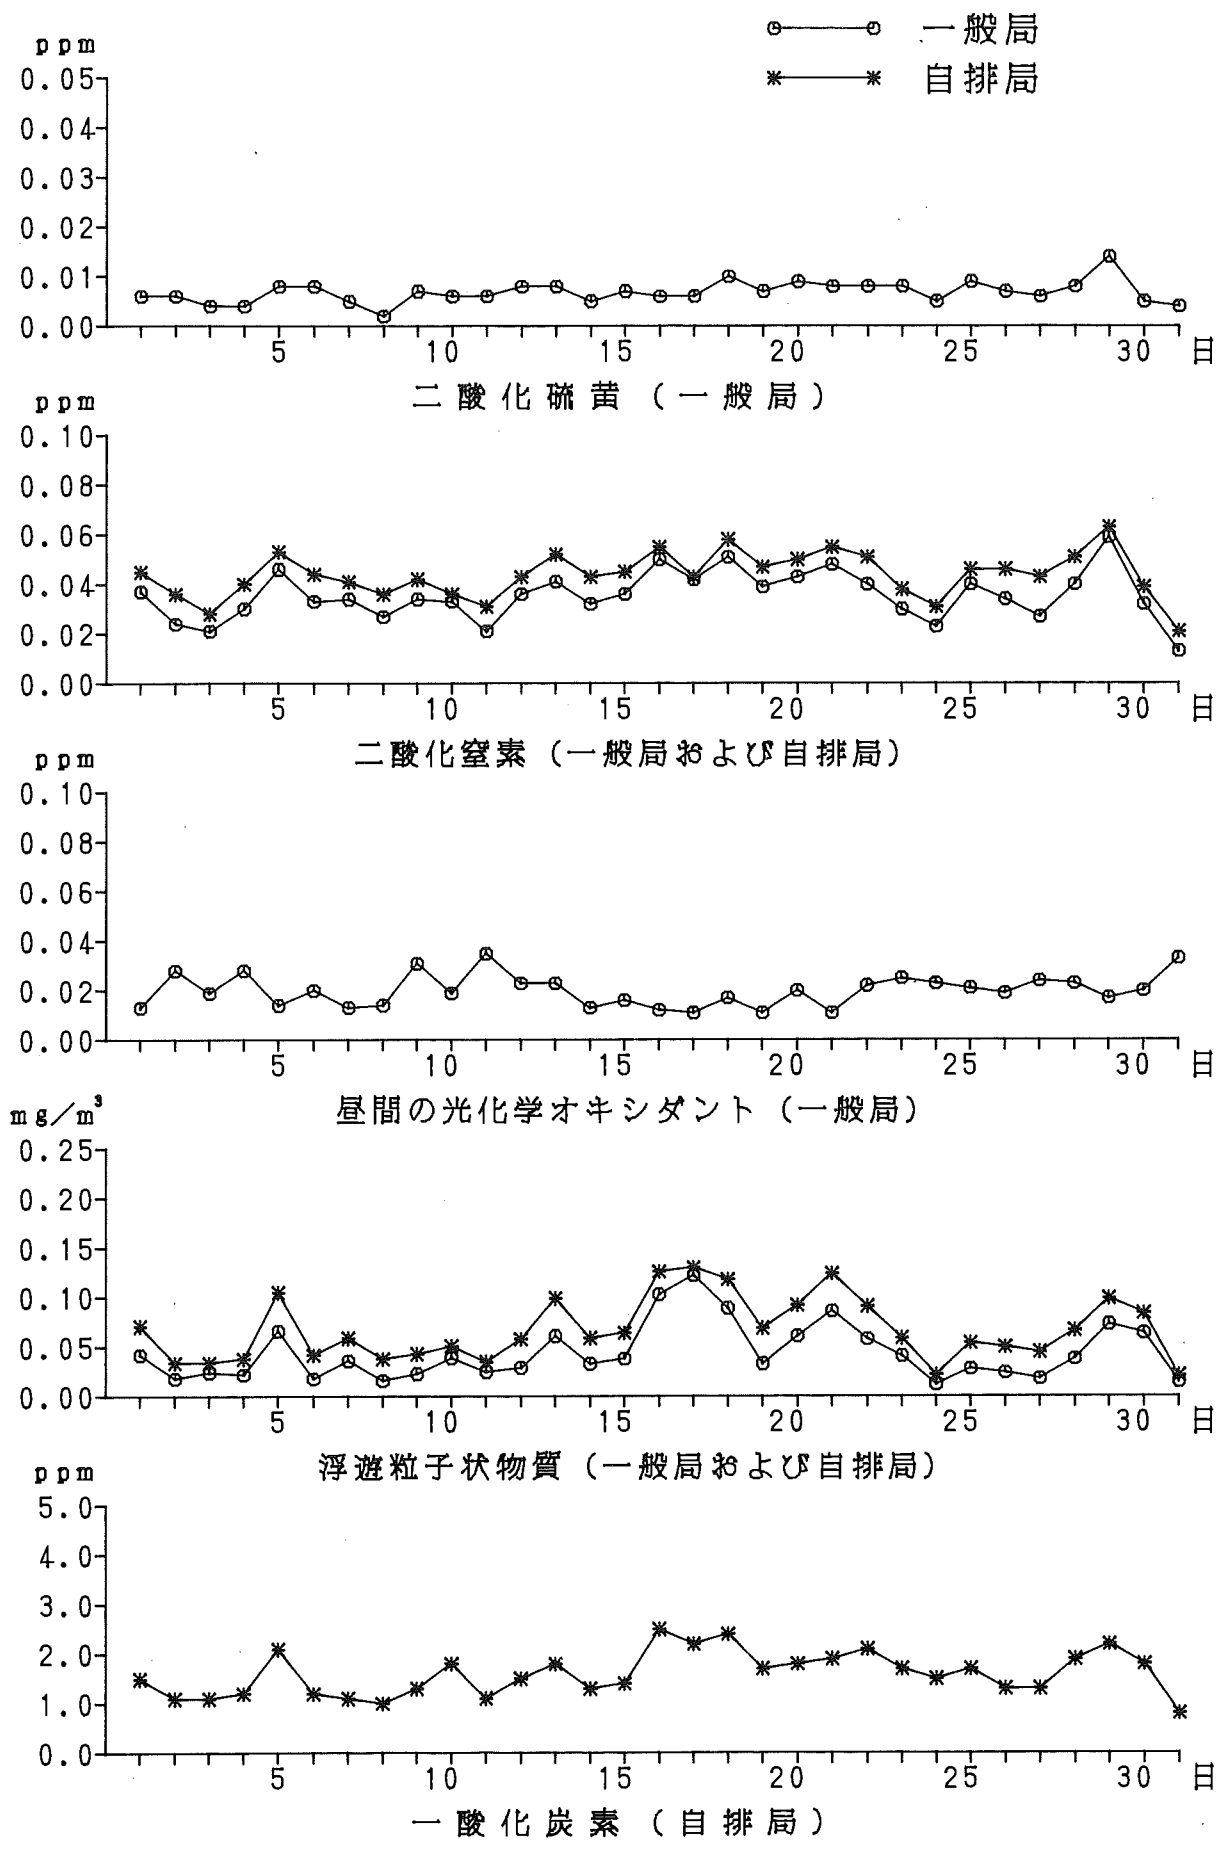 一般局
自排局
ppm
0.05
0.04
0.03
0.02
0.01
0.00
5 10 15 20 25 30 日
二酸化硫黄(一般局)
ppm
0.10
0.08
0.06
0.04
0.02
0.00
5 10 15 20 25 30 日
二酸化窒素(一般局および自排局)
ppm
0.10
0.08
0.06
0.04
0.02
0.00
5 10 15 20 25 30 日
昼間の光化学オキシダント(一般局)
mg/m³
0.25
0.20
0.15
0.10
0.05
0.00
5 10 15 20 25 30 日
浮遊粒子状物質(一般局および自排局)
ppm
5.0
4.0
3.0
2.0
1.0
0.0
5 10 15 20 25 30 日
一酸化炭素(自排局)